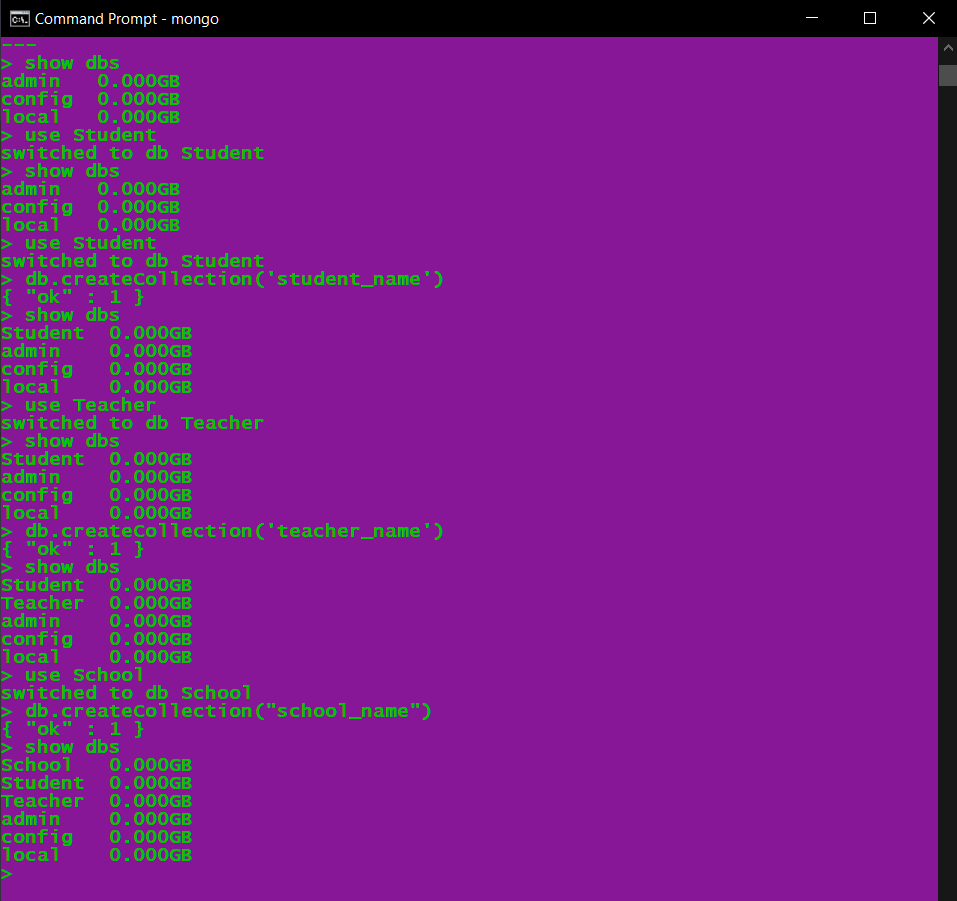 Command Prompt - mongo
---
> show dbs
admin   0.000GB
config  0.000GB
local   0.000GB
> use Student
switched to db Student
> show dbs
admin   0.000GB
config  0.000GB
local   0.000GB
> use Student
switched to db Student
> db.createCollection('student_name')
{ "ok" : 1 }
> show dbs
Student  0.000GB
admin    0.000GB
config   0.000GB
local    0.000GB
> use Teacher
switched to db Teacher
> show dbs
Student  0.000GB
admin    0.000GB
config   0.000GB
local    0.000GB
> db.createCollection('teacher_name')
{ "ok" : 1 }
> show dbs
Student  0.000GB
Teacher  0.000GB
admin    0.000GB
config   0.000GB
local    0.000GB
> use School
switched to db School
> db.createCollection("school_name")
{ "ok" : 1 }
> show dbs
School   0.000GB
Student  0.000GB
Teacher  0.000GB
admin    0.000GB
config   0.000GB
local    0.000GB
>